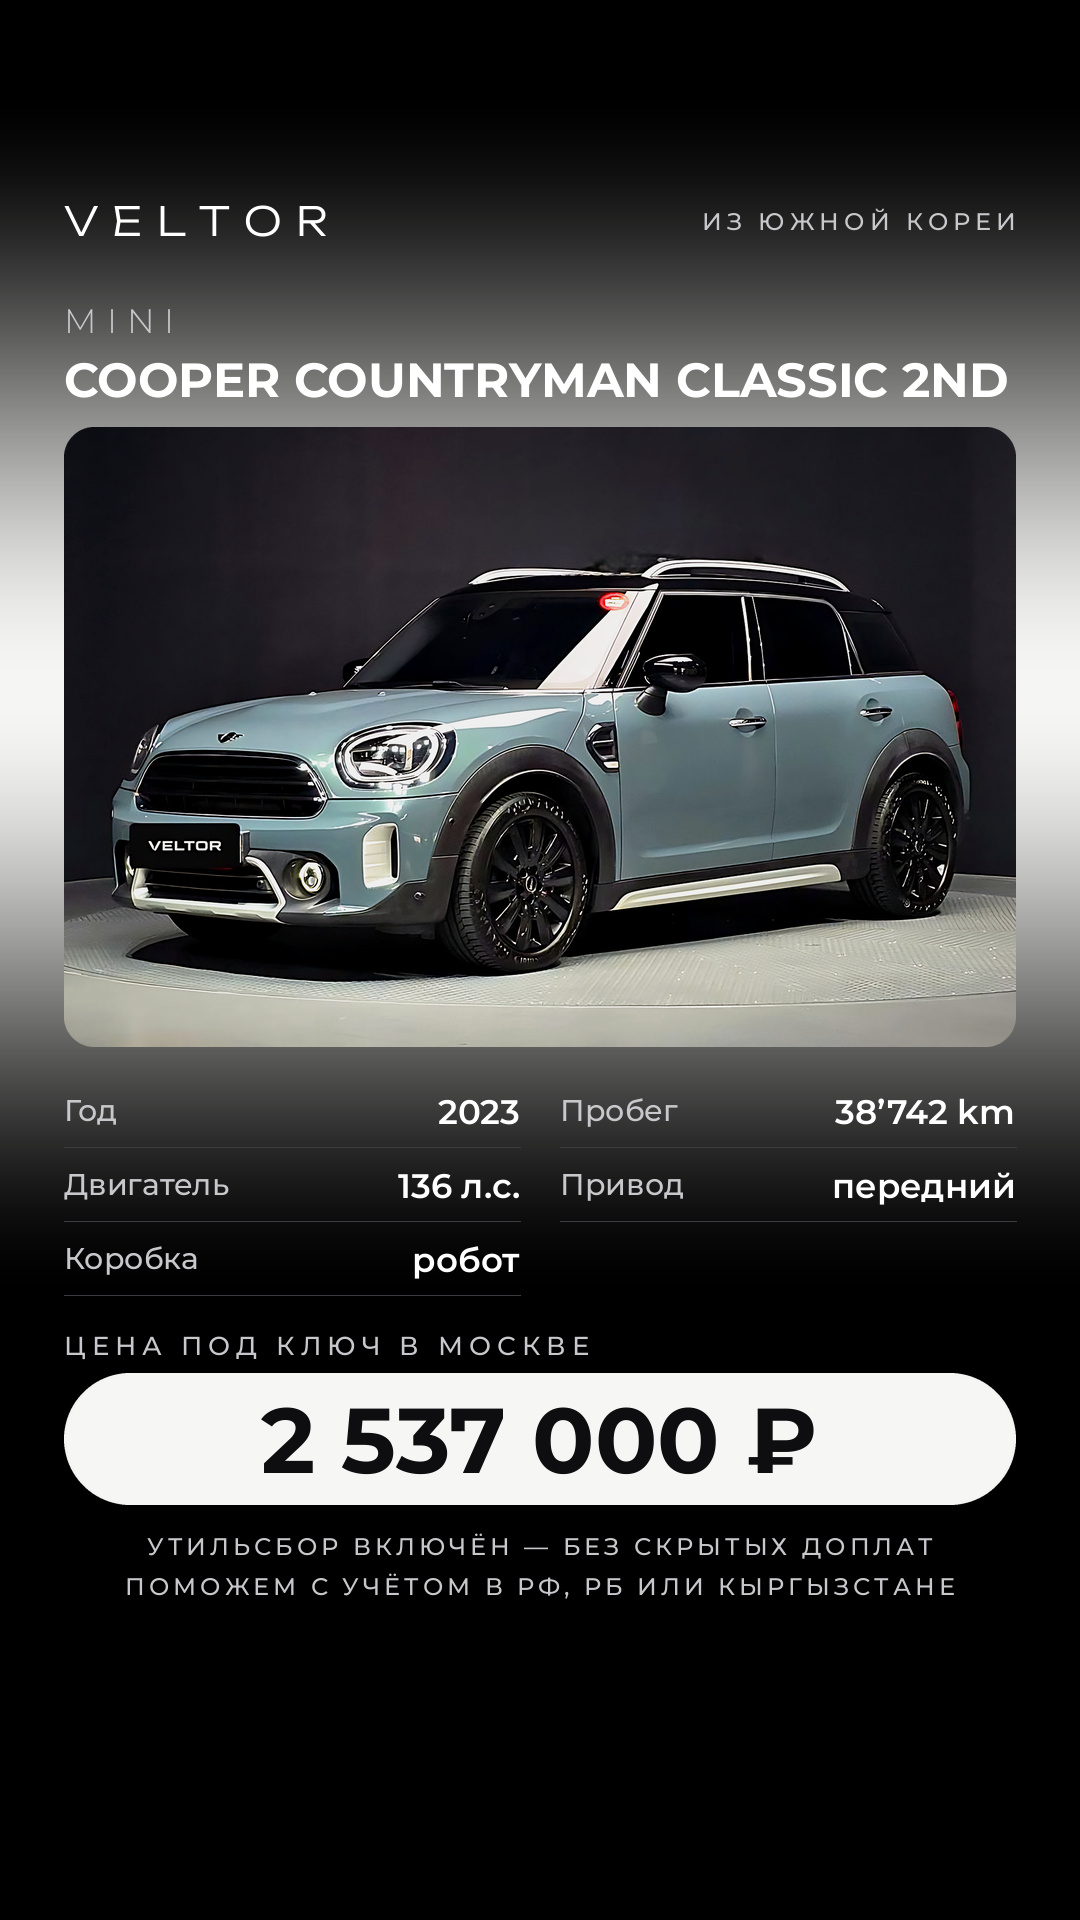 VELTOR
ИЗ ЮЖНОЙ КОРЕИ
MINI
COOPER COUNTRYMAN CLASSIC 2ND
VELTOR
Год 2023
Пробег 38’742 km
Двигатель 136 л.с.
Привод передний
Коробка робот
ЦЕНА ПОД КЛЮЧ В МОСКВЕ
2 537 000 ₽
УТИЛЬСБОР ВКЛЮЧЁН — БЕЗ СКРЫТЫХ ДОПЛАТ
ПОМОЖЕМ С УЧЁТОМ В РФ, РБ ИЛИ КЫРГЫЗСТАНЕ